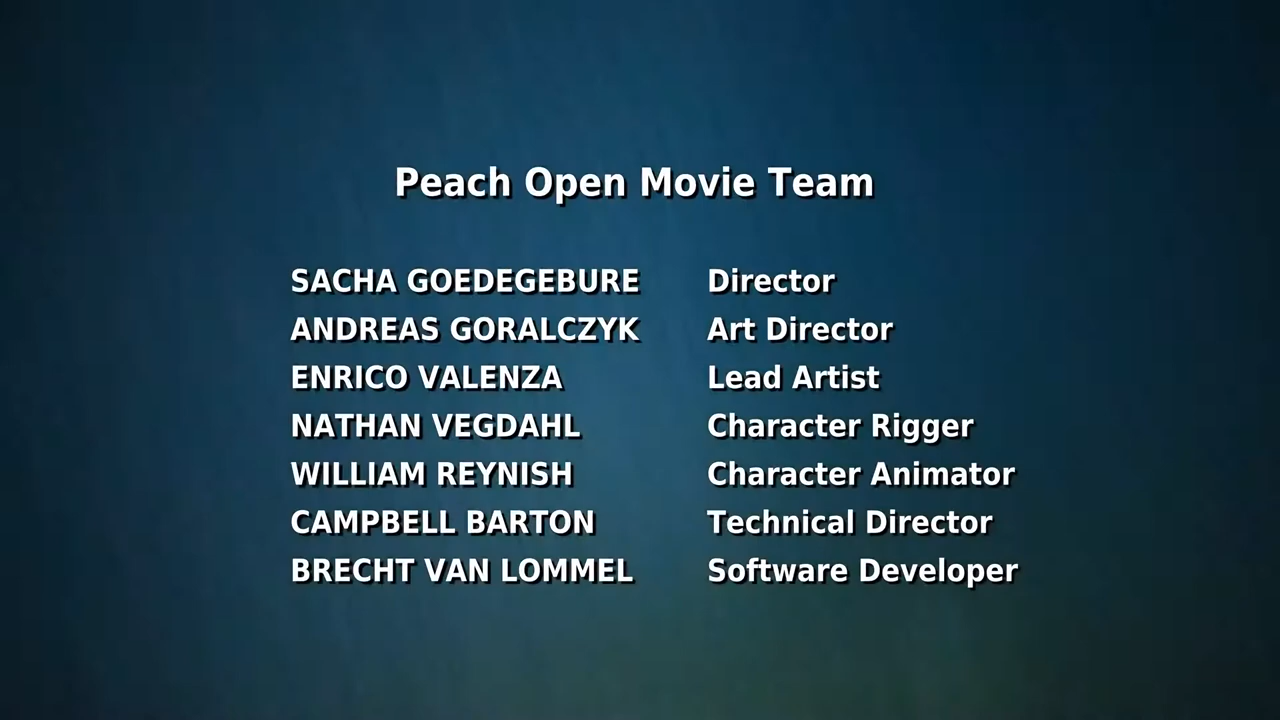 Peach Open Movie Team
SACHA GOEDEGEBURE Director
ANDREAS GORALCZYK Art Director
ENRICO VALENZA Lead Artist
NATHAN VEGDAHL Character Rigger
WILLIAM REYNISH Character Animator
CAMPBELL BARTON Technical Director
BRECHT VAN LOMMEL Software Developer